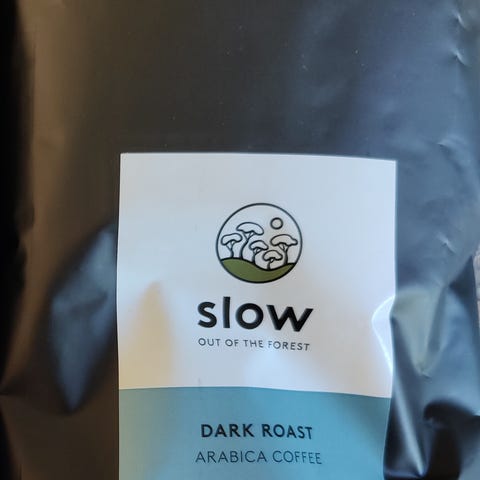 slow
OUT OF THE FOREST
DARK ROAST
ARABICA COFFEE